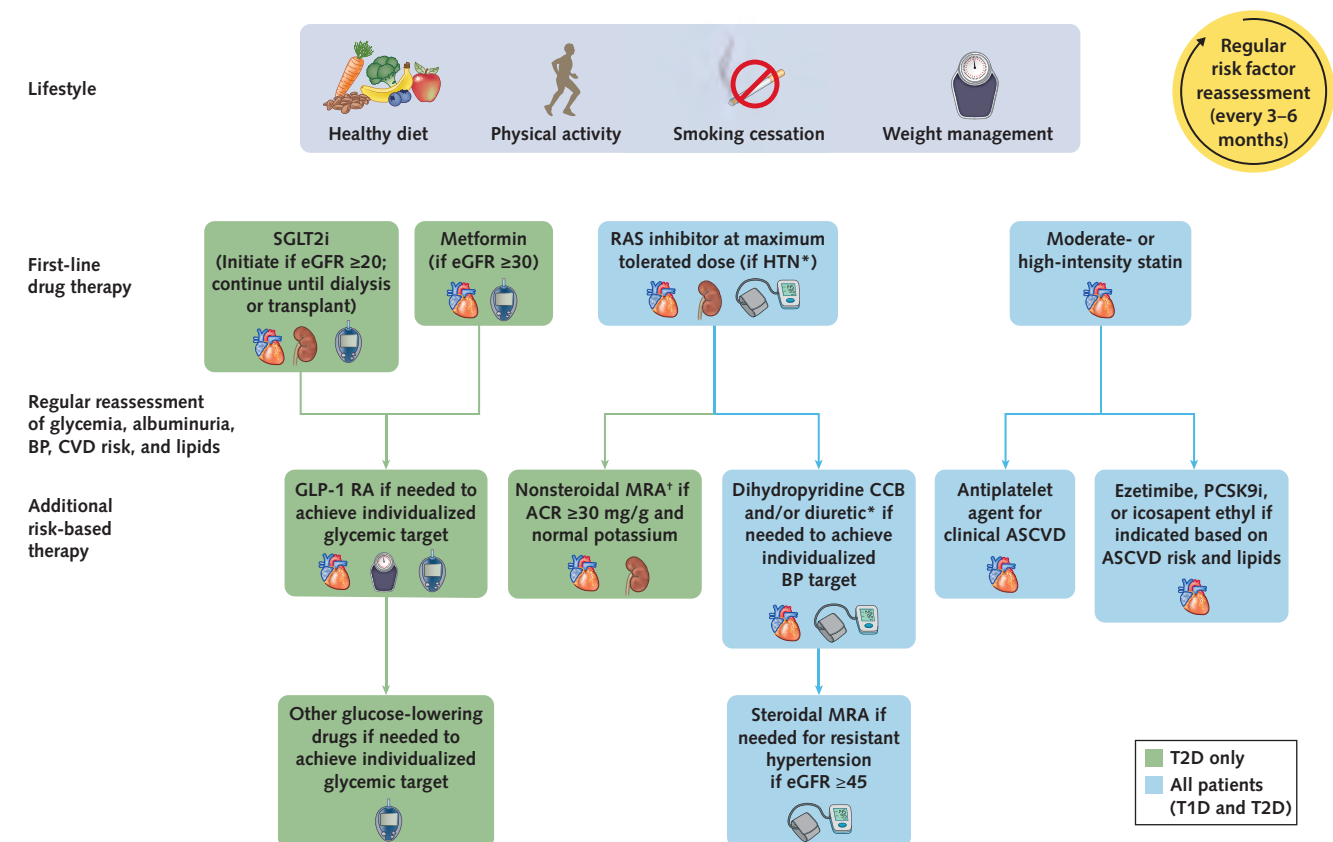 Lifestyle
Healthy diet
Physical activity
Smoking cessation
Weight management
Regular
risk factor
reassessment
(every 3–6
months)
First-line
drug therapy
SGLT2i
(Initiate if eGFR ≥20;
continue until dialysis
or transplant)
Metformin
(if eGFR ≥30)
RAS inhibitor at maximum
tolerated dose (if HTN*)
Moderate- or
high-intensity statin
Regular reassessment
of glycemia, albuminuria,
BP, CVD risk, and lipids
Additional
risk-based
therapy
GLP-1 RA if needed to
achieve individualized
glycemic target
Nonsteroidal MRA† if
ACR ≥30 mg/g and
normal potassium
Dihydropyridine CCB
and/or diuretic* if
needed to achieve
individualized
BP target
Antiplatelet
agent for
clinical ASCVD
Ezetimibe, PCSK9i,
or icosapent ethyl if
indicated based on
ASCVD risk and lipids
Other glucose-lowering
drugs if needed to
achieve individualized
glycemic target
Steroidal MRA if
needed for resistant
hypertension
if eGFR ≥45
T2D only
All patients
(T1D and T2D)